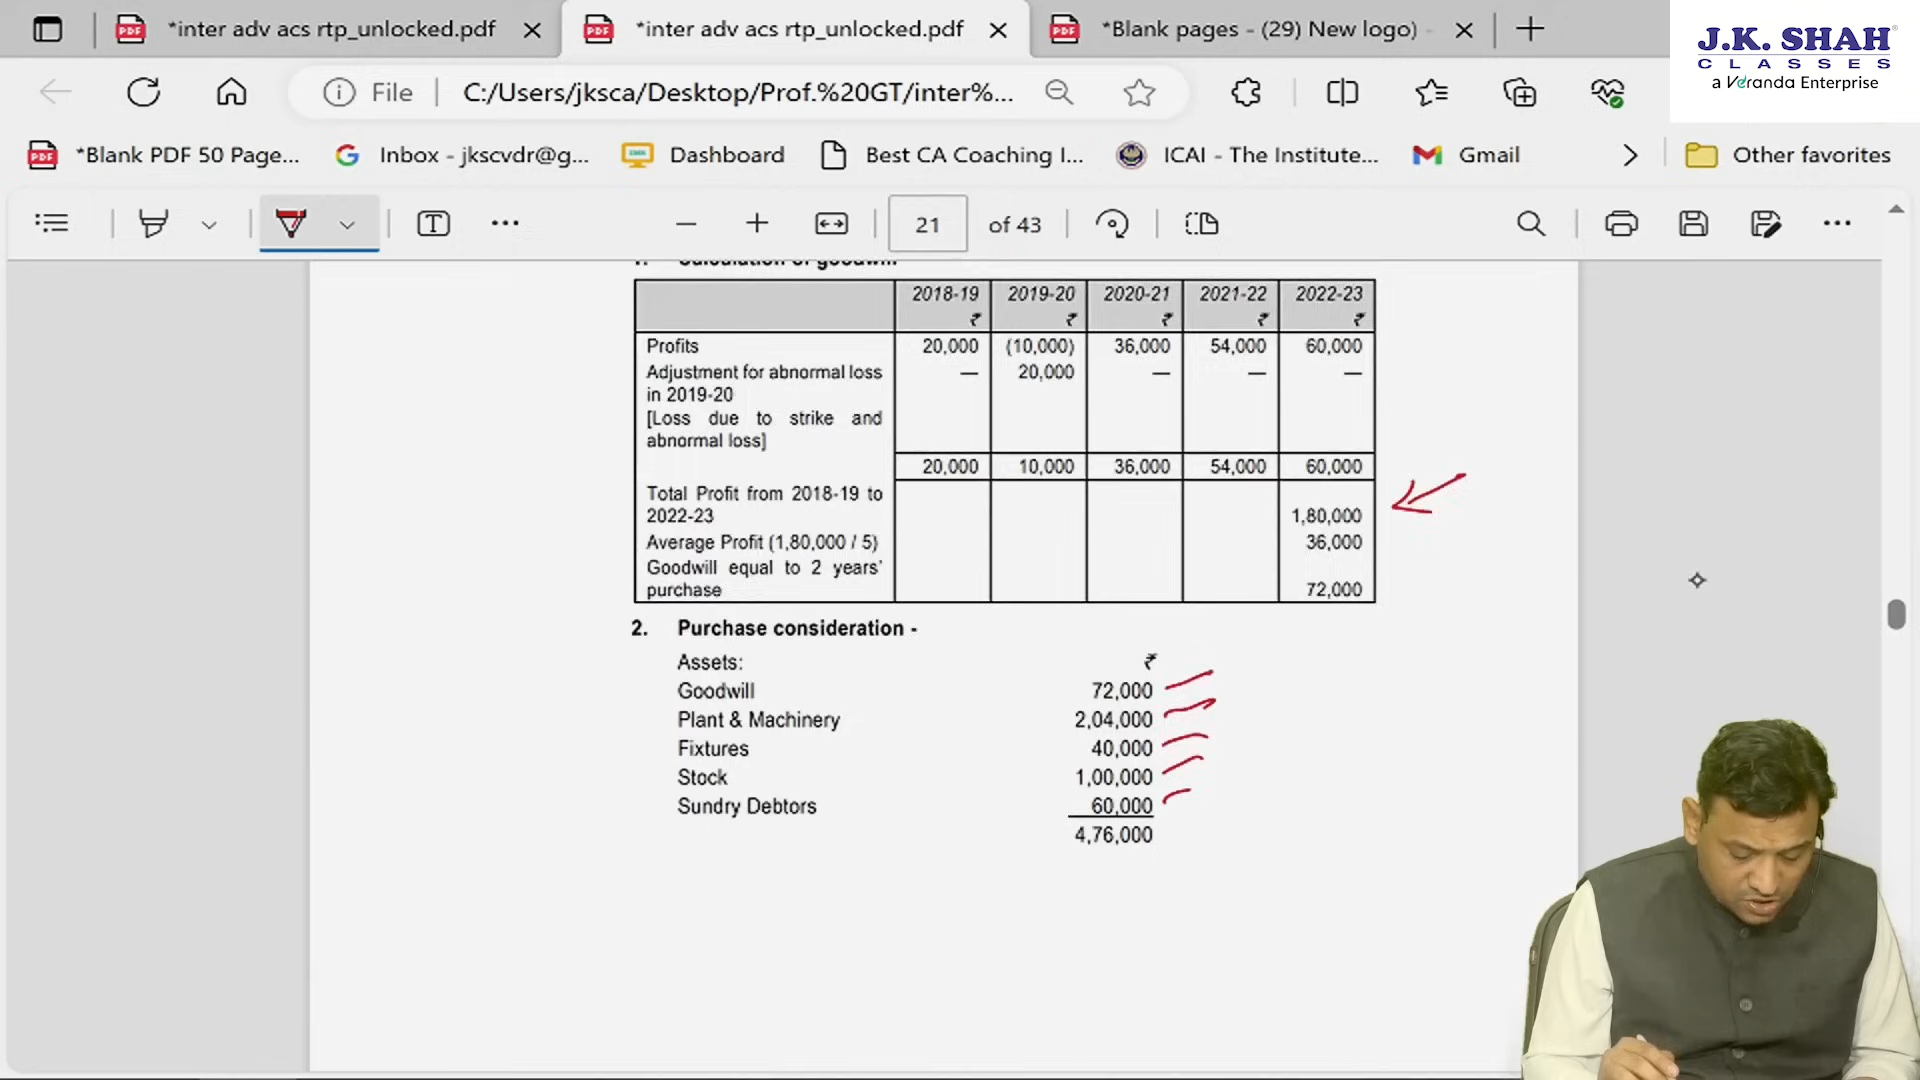 *inter adv acs rtp_unlocked.pdf
*inter adv acs rtp_unlocked.pdf
*Blank pages - (29) New logo) -
J.K. SHAH
CLASSES
a Veranda Enterprise
File
C:/Users/jksca/Desktop/Prof.%20GT/inter%...
*Blank PDF 50 Page...
Inbox - jkscvdr@g...
Dashboard
Best CA Coaching I...
ICAI - The Institute...
Gmail
Other favorites
21 of 43
1. Calculation of goodwill
2018-19 2019-20 2020-21 2021-22 2022-23
₹ ₹ ₹ ₹ ₹
Profits 20,000 (10,000) 36,000 54,000 60,000
Adjustment for abnormal loss — 20,000 — — —
in 2019-20
[Loss due to strike and
abnormal loss]
20,000 10,000 36,000 54,000 60,000
Total Profit from 2018-19 to
2022-23 1,80,000
Average Profit (1,80,000 / 5) 36,000
Goodwill equal to 2 years'
purchase 72,000
2. Purchase consideration -
Assets: ₹
Goodwill 72,000
Plant & Machinery 2,04,000
Fixtures 40,000
Stock 1,00,000
Sundry Debtors 60,000
4,76,000